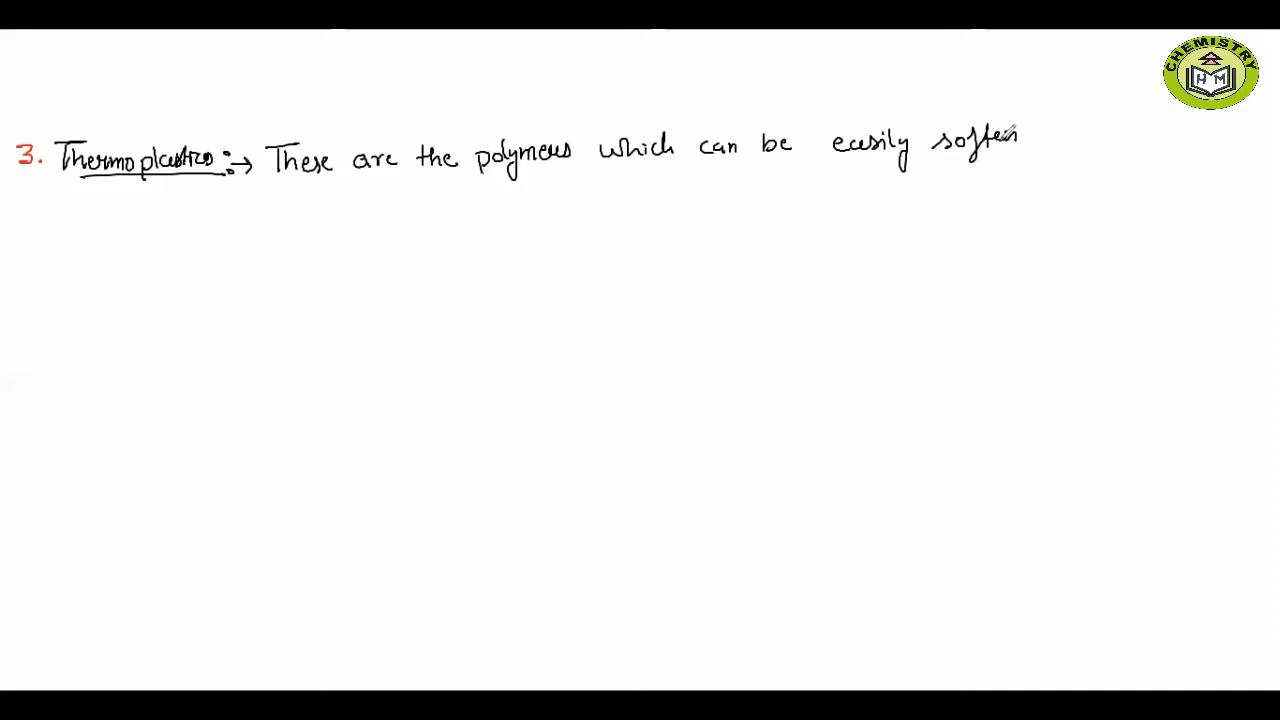 CHEMISTRY
H M
3. Thermoplastics :→ These are the polymers which can be easily soften